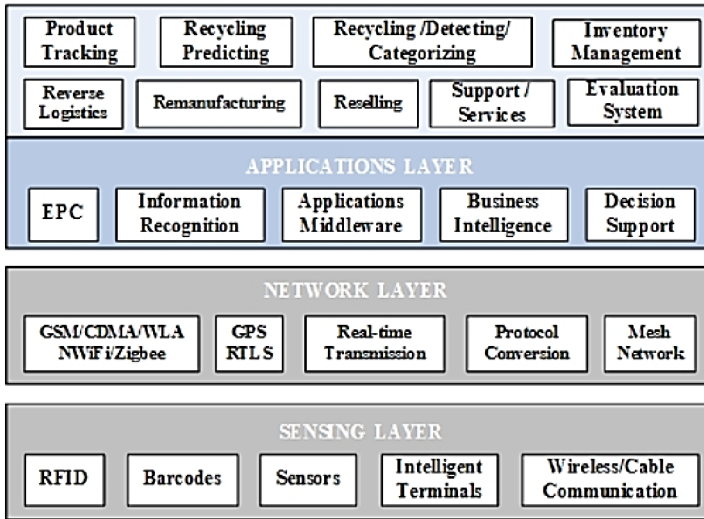 Product
Tracking
Recycling
Predicting
Recycling /Detecting/
Categorizing
Inventory
Management
Reverse
Logistics
Remanufacturing
Reselling
Support /
Services
Evaluation
System
APPLICATIONS LAYER
EPC
Information
Recognition
Applications
Middleware
Business
Intelligence
Decision
Support
NETWORK LAYER
GSM/CDMA/WLA
NWiFi/Zigbee
GPS
RTLS
Real-time
Transmission
Protocol
Conversion
Mesh
Network
SENSING LAYER
RFID
Barcodes
Sensors
Intelligent
Terminals
Wireless/Cable
Communication